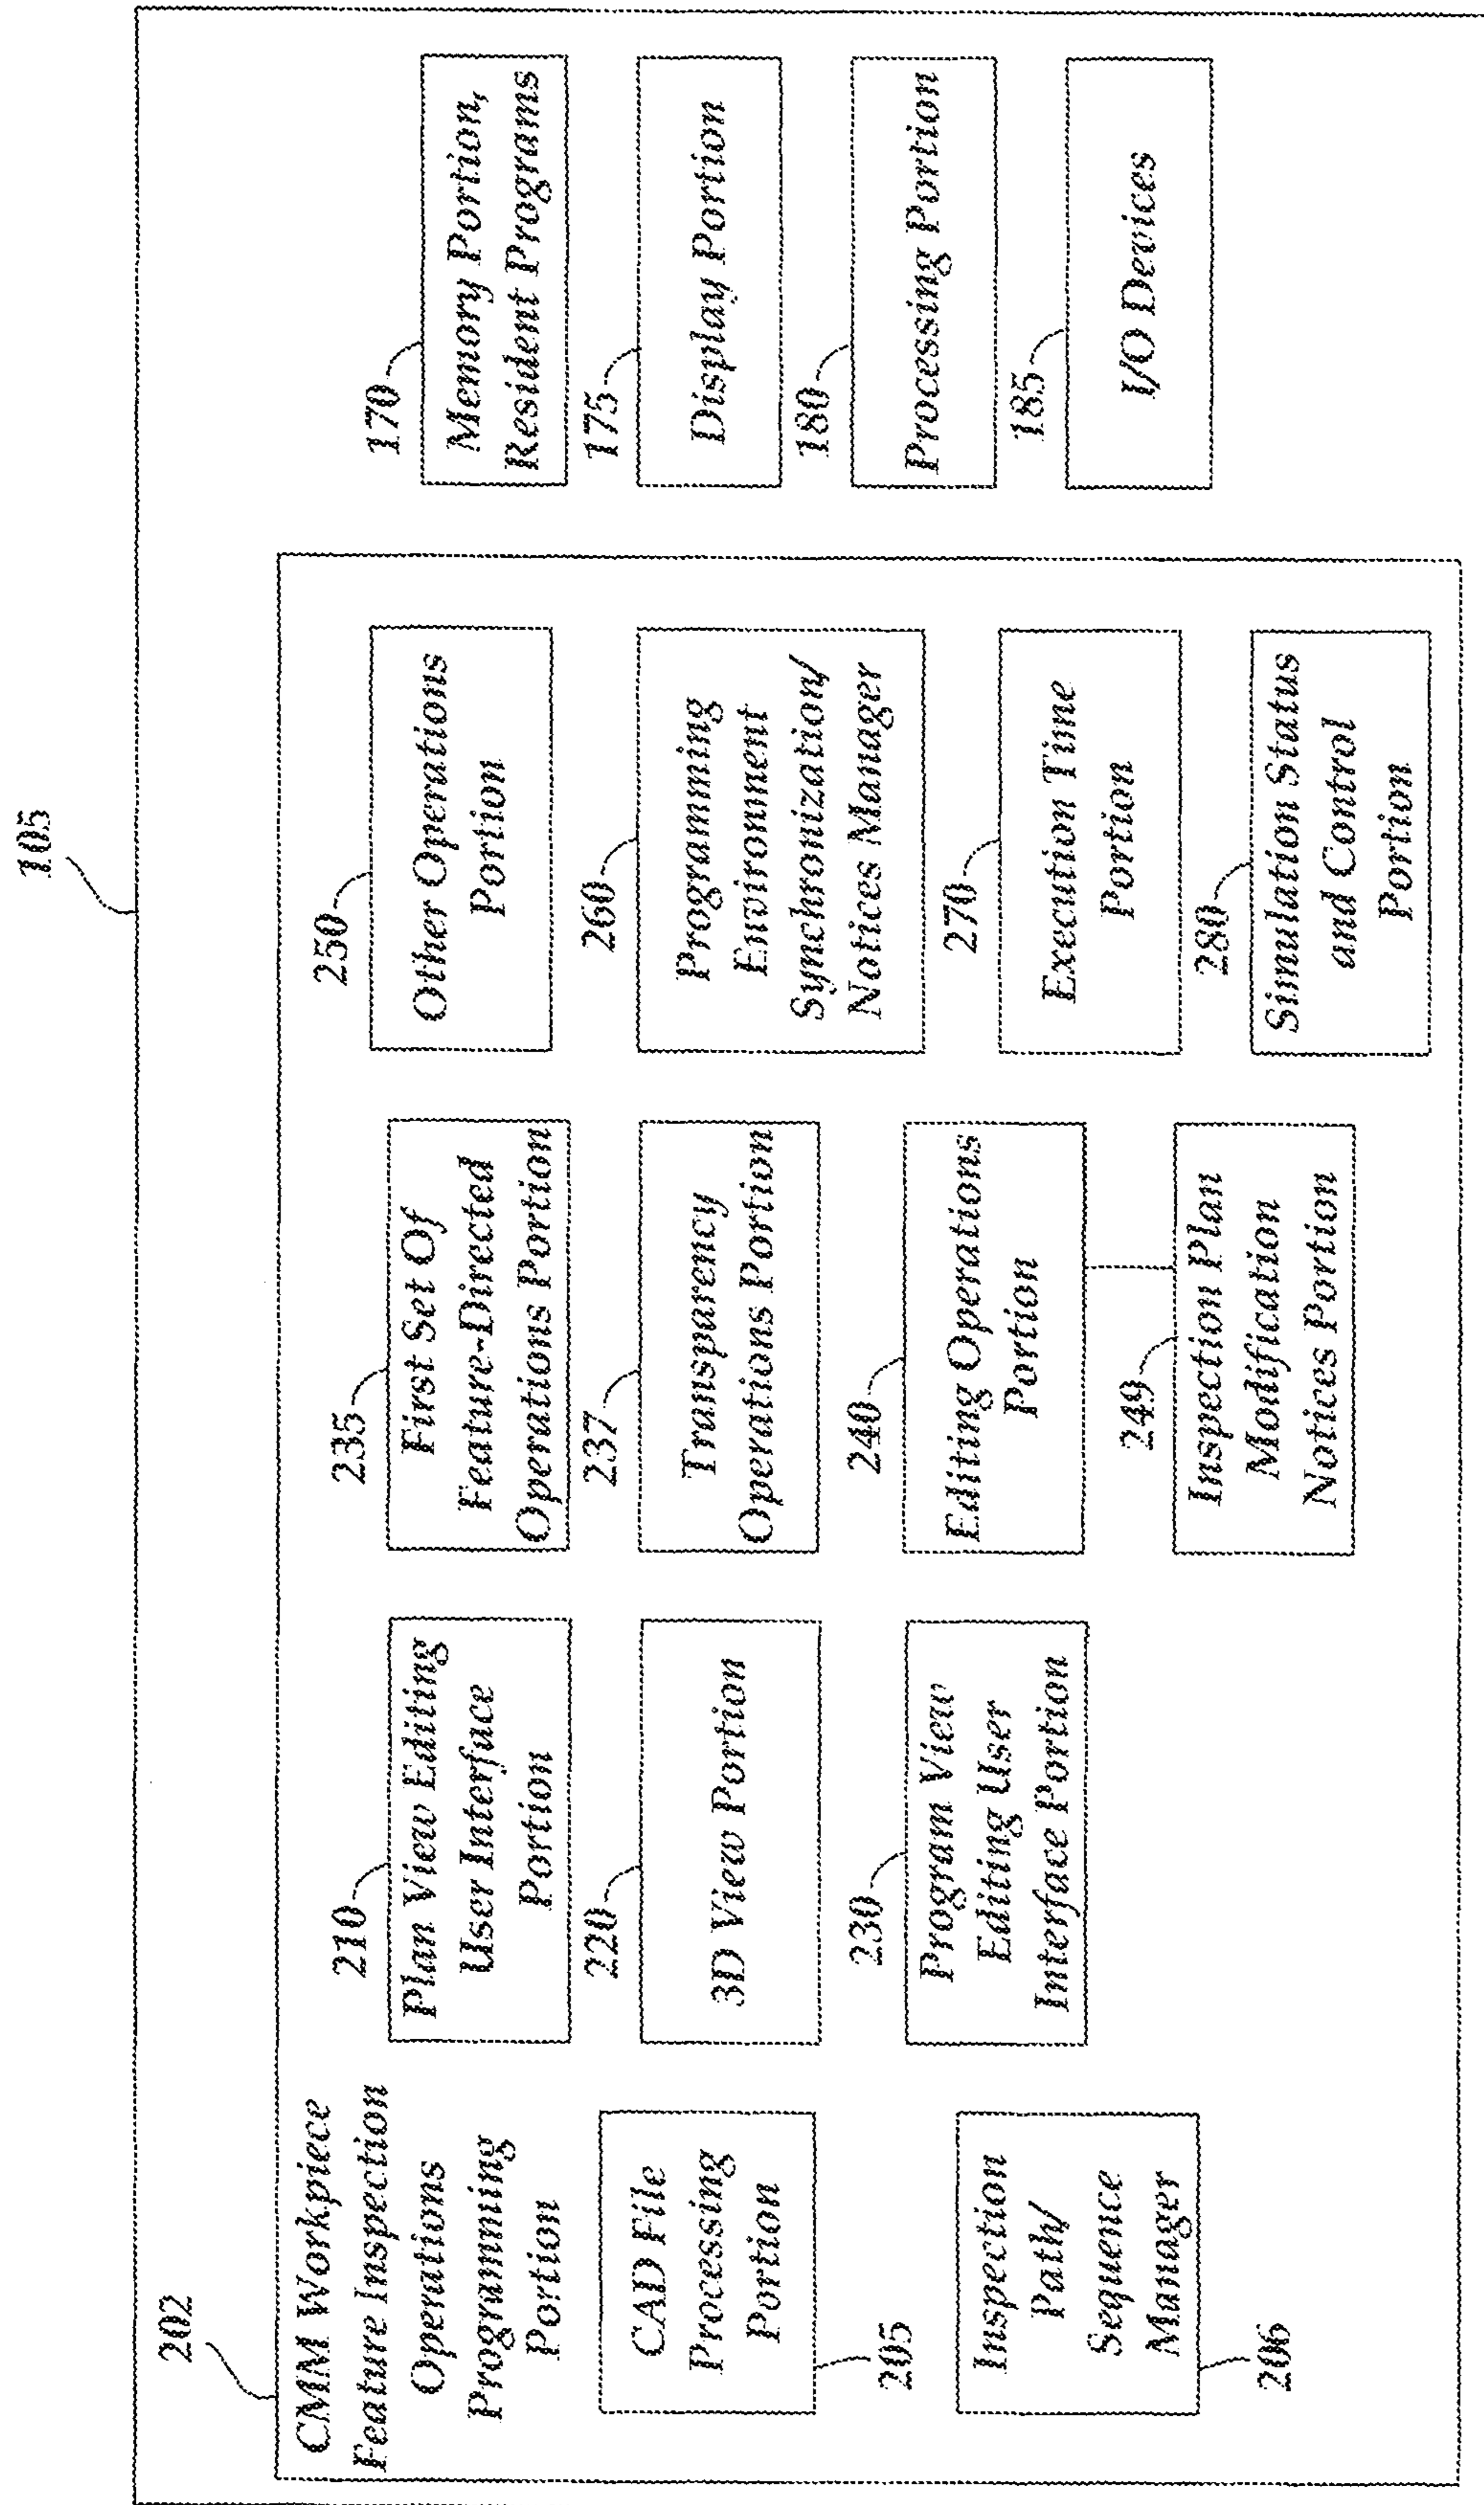 105
202
CMM Workpiece
Feature Inspection
Operations
Programming
Portion
CAD File
Processing
Portion
205
Inspection
Path/
Sequence
Manager
206
210
Plan View Editing
User Interface
Portion
220
3D View Portion
230
Program View
Editing User
Interface Portion
235
First Set Of
Feature-Directed
Operations Portion
237
Transparency
Operations Portion
240
Editing Operations
Portion
249
Inspection Plan
Modification
Notices Portion
250
Other Operations
Portion
260
Programming
Environment
Synchronization/
Notices Manager
270
Execution Time
Portion
280
Simulation Status
and Control
Portion
170
Memory Portion,
Resident Programs
175
Display Portion
180
Processing Portion
185
I/O Devices